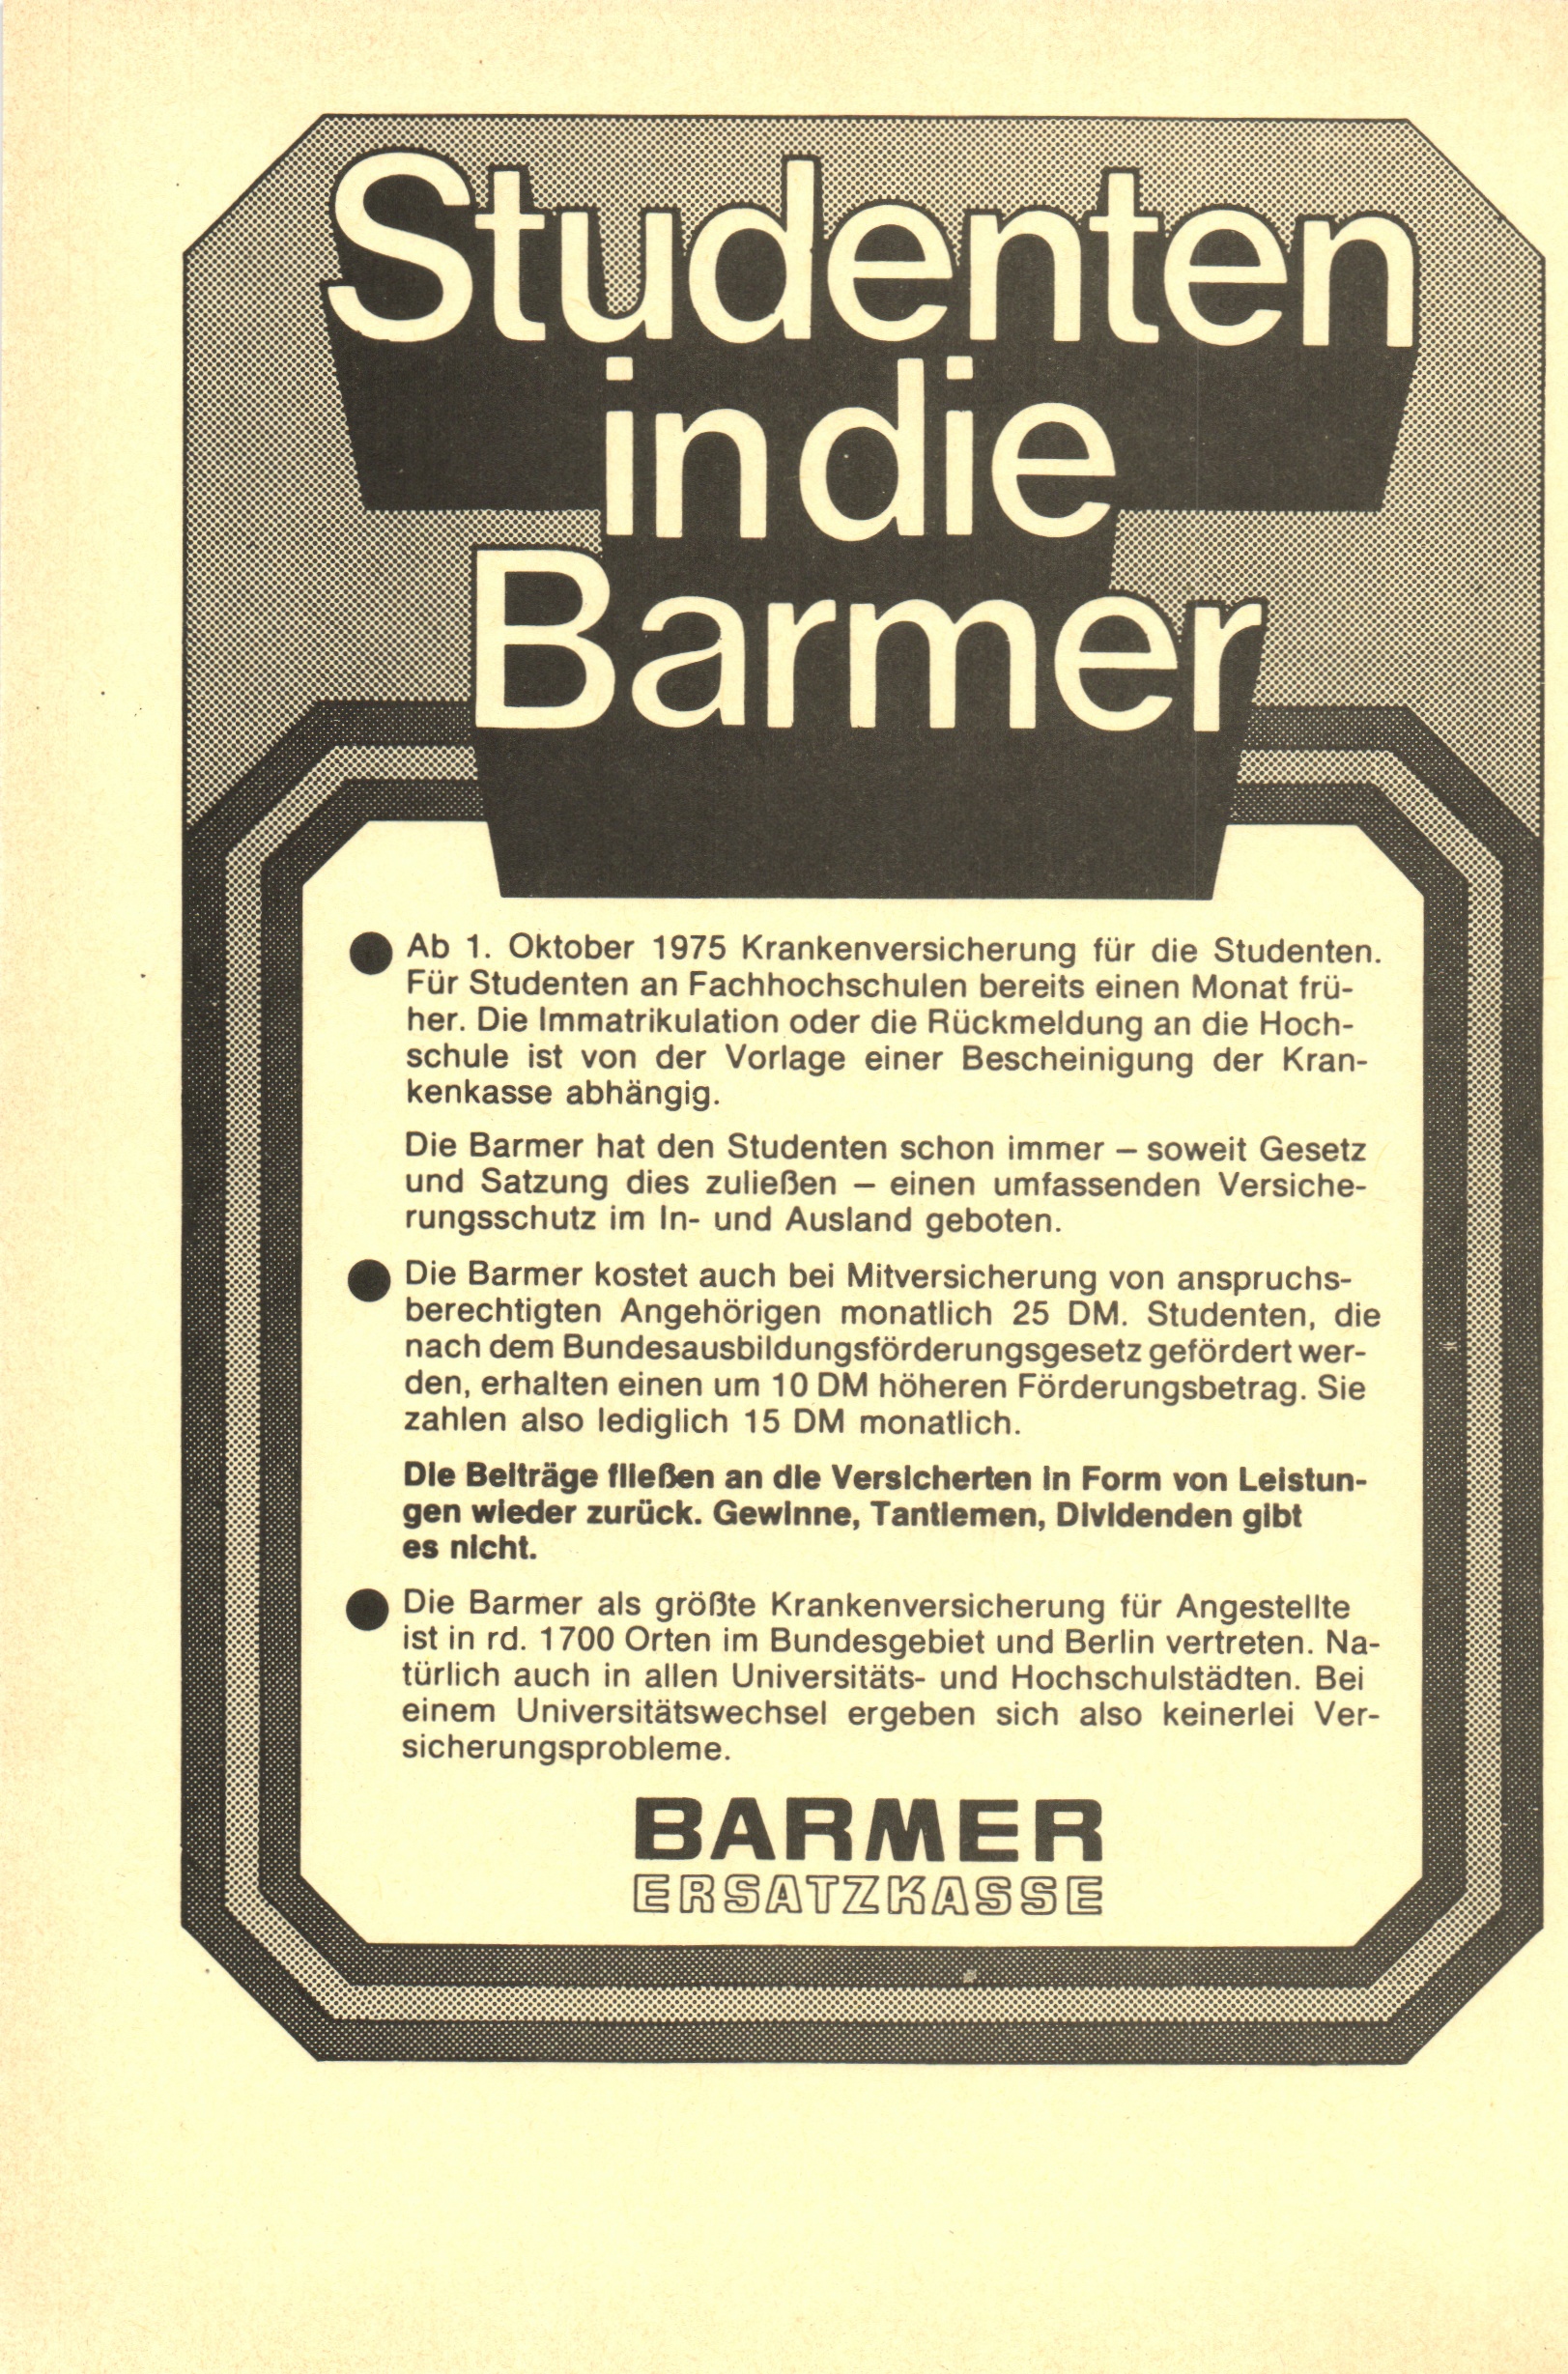 Studenten
in die
Barmer
● Ab 1. Oktober 1975 Krankenversicherung für die Studenten.
Für Studenten an Fachhochschulen bereits einen Monat frü-
her. Die Immatrikulation oder die Rückmeldung an die Hoch-
schule ist von der Vorlage einer Bescheinigung der Kran-
kenkasse abhängig.
Die Barmer hat den Studenten schon immer – soweit Gesetz
und Satzung dies zuließen – einen umfassenden Versiche-
rungsschutz im In- und Ausland geboten.
● Die Barmer kostet auch bei Mitversicherung von anspruchs-
berechtigten Angehörigen monatlich 25 DM. Studenten, die
nach dem Bundesausbildungsförderungsgesetz gefördert wer-
den, erhalten einen um 10 DM höheren Förderungsbetrag. Sie
zahlen also lediglich 15 DM monatlich.
Die Beiträge fließen an die Versicherten in Form von Leistun-
gen wieder zurück. Gewinne, Tantiemen, Dividenden gibt
es nicht.
● Die Barmer als größte Krankenversicherung für Angestellte
ist in rd. 1700 Orten im Bundesgebiet und Berlin vertreten. Na-
türlich auch in allen Universitäts- und Hochschulstädten. Bei
einem Universitätswechsel ergeben sich also keinerlei Ver-
sicherungsprobleme.
BARMER
ERSATZKASSE